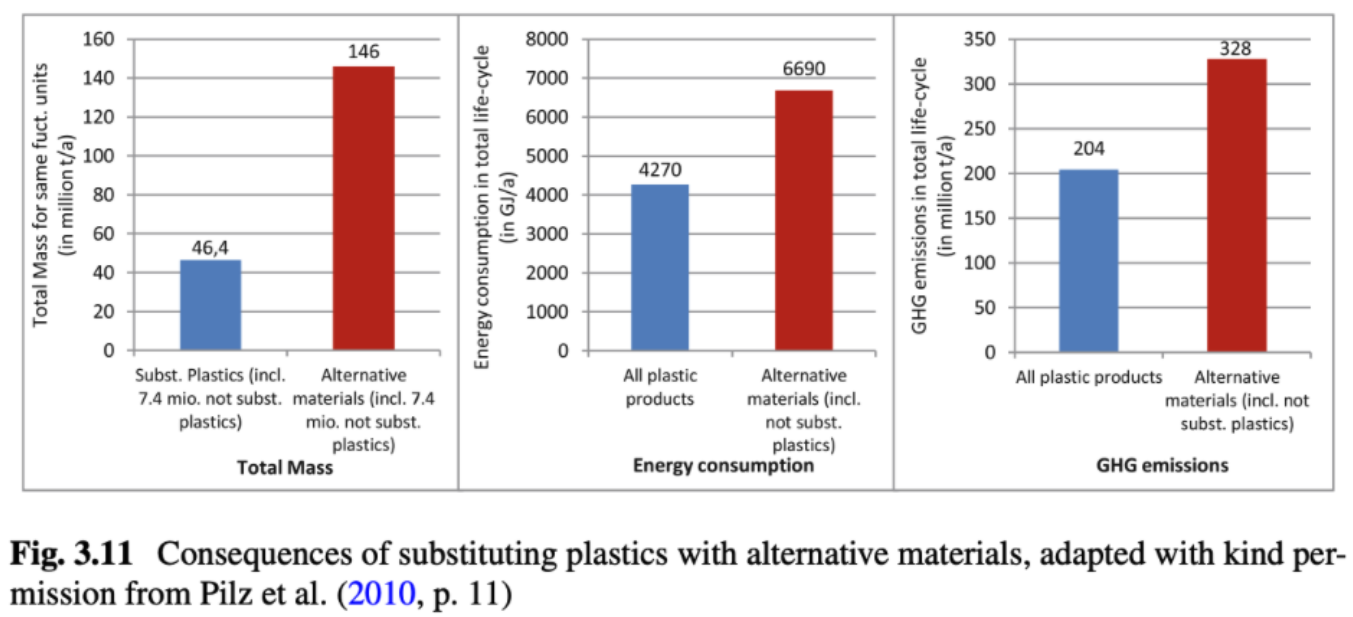 Total Mass for same fuct. units
(in million t/a)
160
140
120
100
80
60
40
20
0
46,4
146
Subst. Plastics (incl.
7.4 mio. not subst.
plastics)
Alternative
materials (incl. 7.4
mio. not subst.
plastics)
Total Mass
Energy consumption in total life-cycle
(in GJ/a)
8000
7000
6000
5000
4000
3000
2000
1000
0
4270
6690
All plastic
products
Alternative
materials (incl.
not subst.
plastics)
Energy consumption
GHG emissions in total life-cycle
(in million t/a)
350
300
250
200
150
100
50
0
204
328
All plastic products
Alternative
materials (incl. not
subst. plastics)
GHG emissions
Fig. 3.11 Consequences of substituting plastics with alternative materials, adapted with kind per-
mission from Pilz et al. (2010, p. 11)